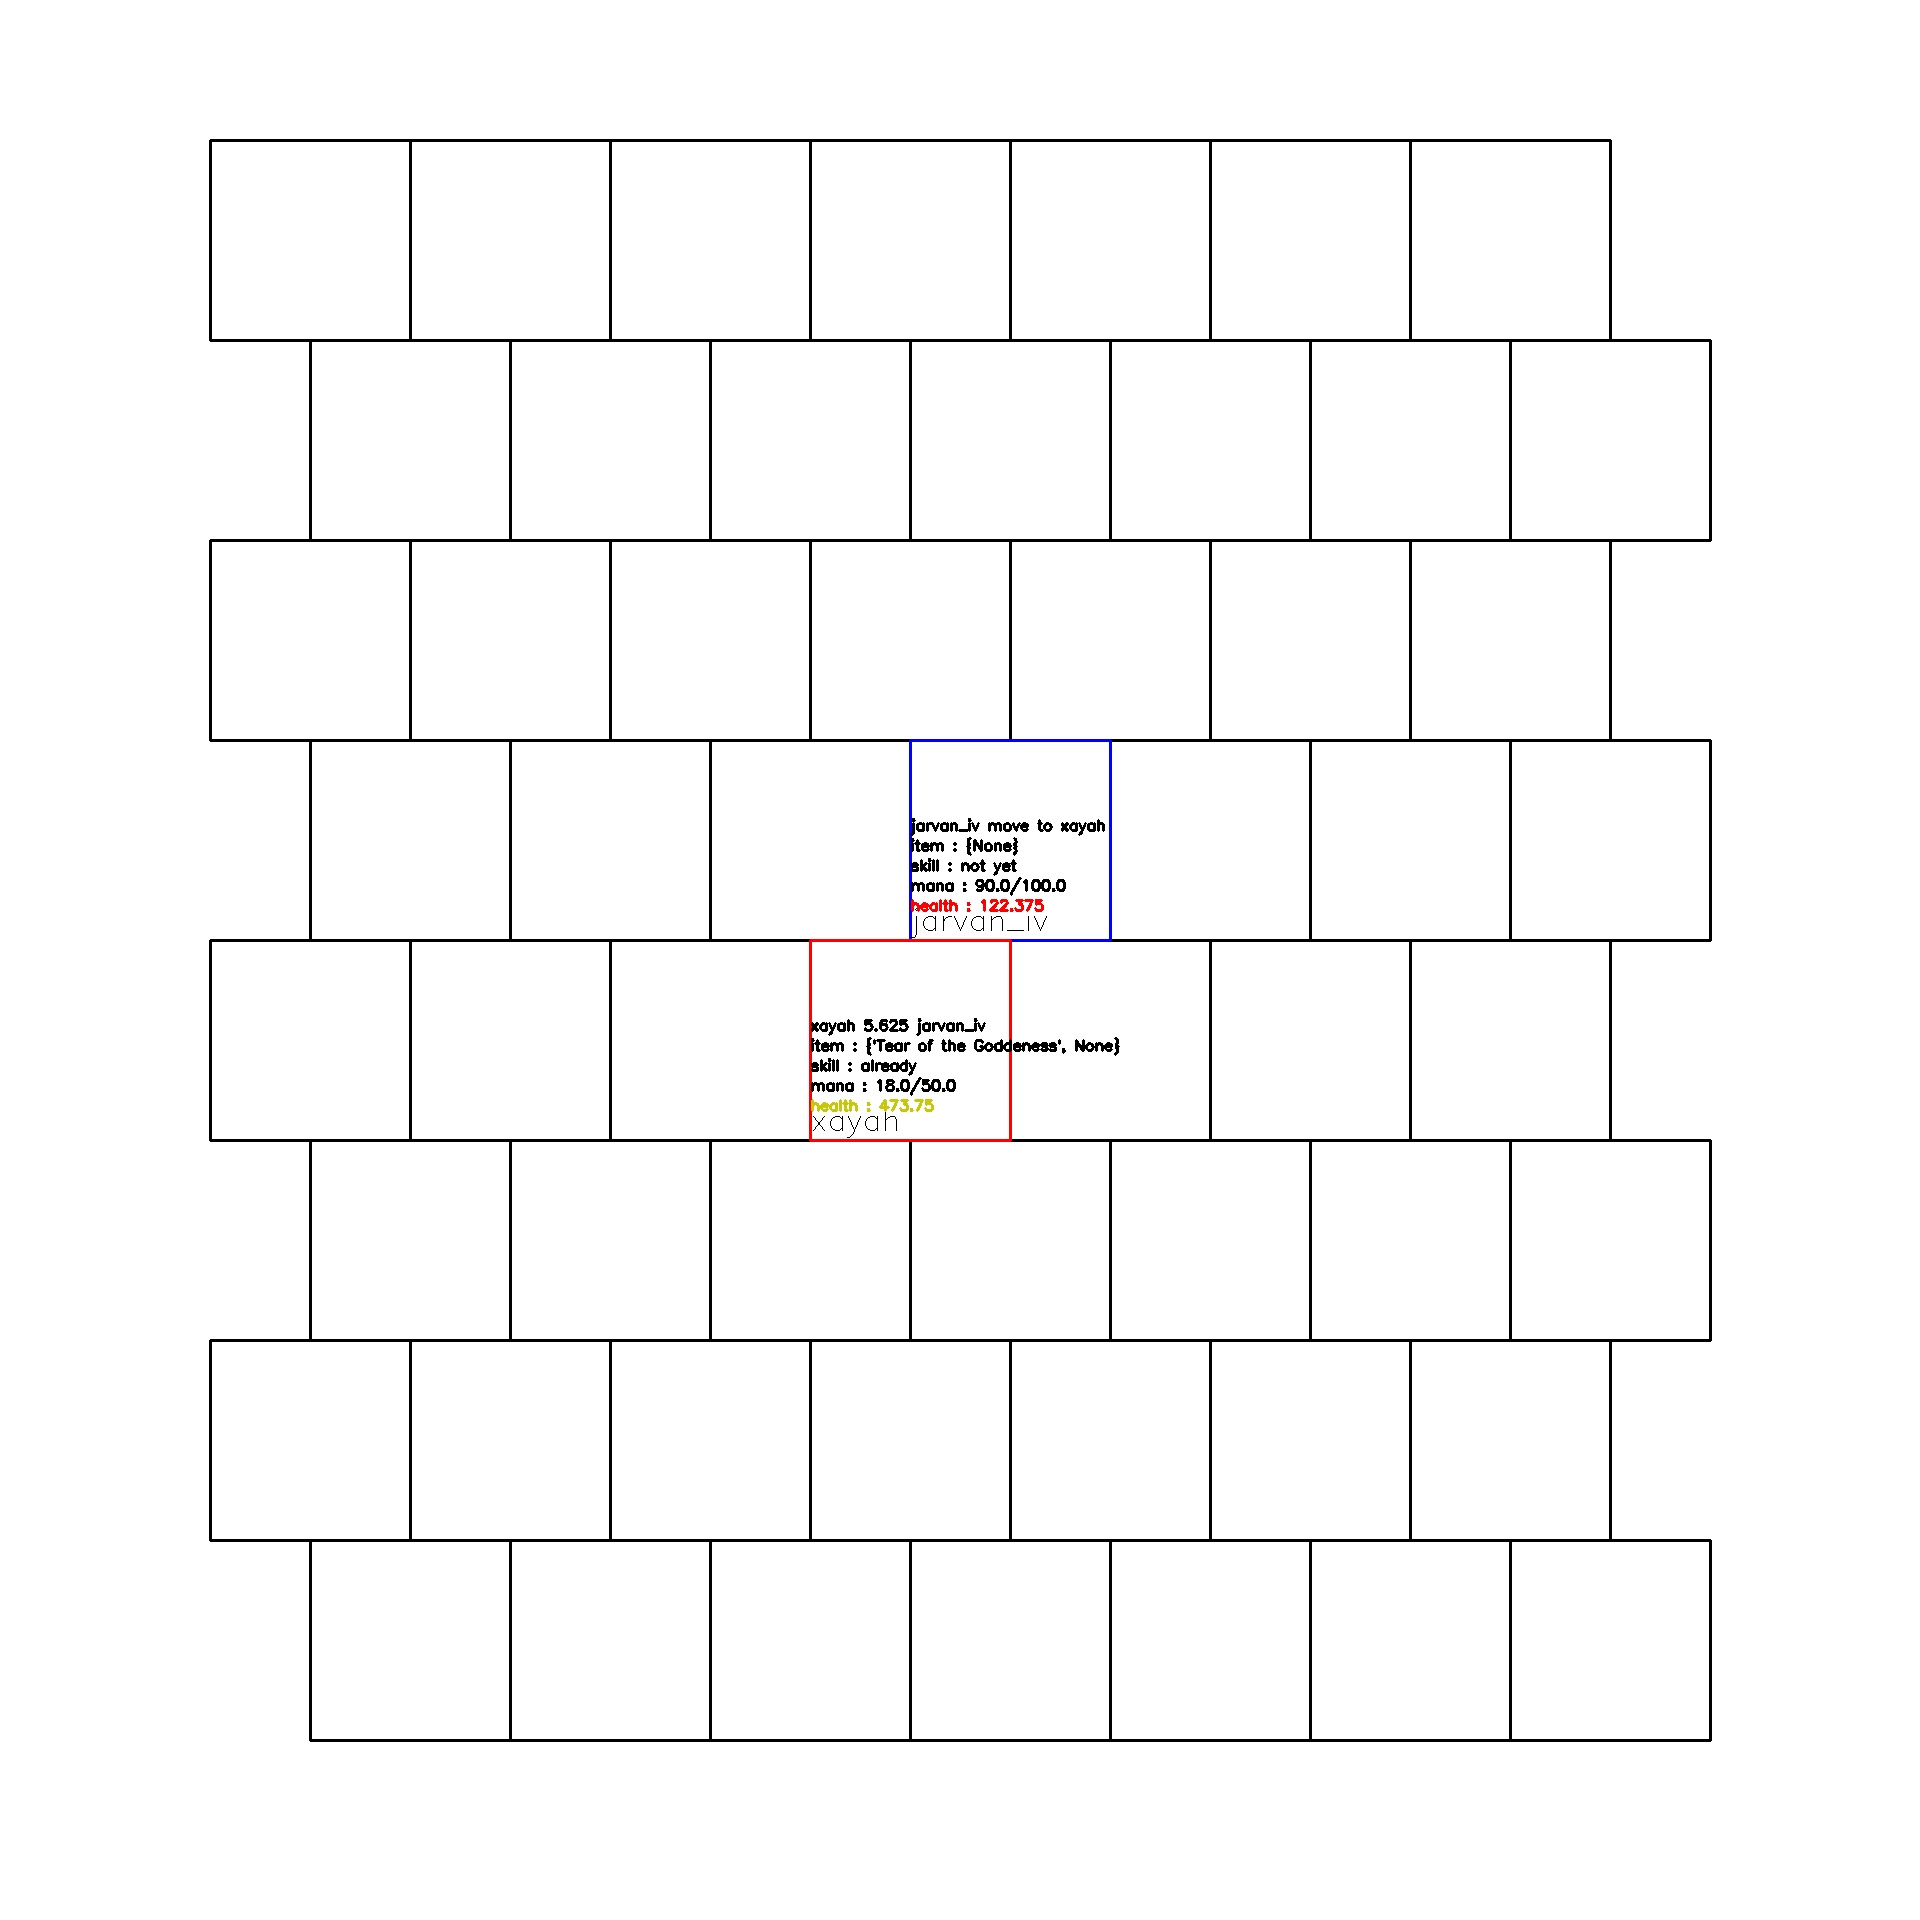 jarvan_iv move to xayah
item : {None}
skill : not yet
mana : 90.0/100.0
health : 122.375
jarvan_iv
xayah 5.625 jarvan_iv
item : {'Tear of the Goddeness', None}
skill : already
mana : 18.0/50.0
health : 473.75
xayah